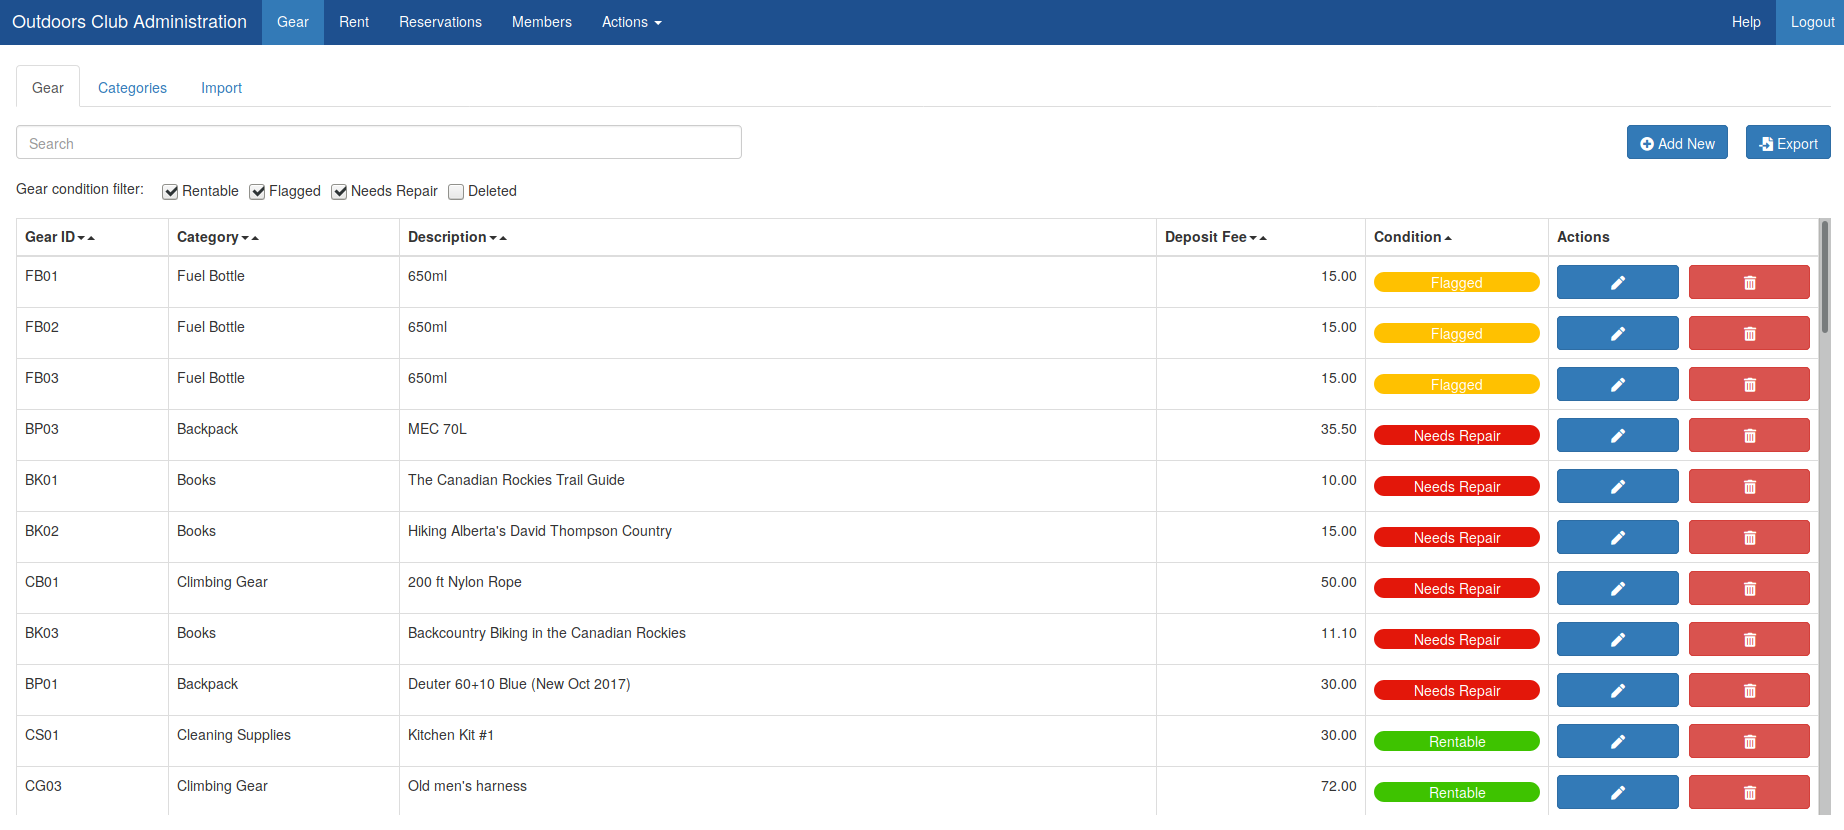 Outdoors Club Administration Gear Rent Reservations Members Actions Help Logout
Gear Categories Import
Search Add New Export
Gear condition filter: Rentable Flagged Needs Repair Deleted
Gear ID Category Description Deposit Fee Condition Actions
FB01 Fuel Bottle 650ml 15.00 Flagged
FB02 Fuel Bottle 650ml 15.00 Flagged
FB03 Fuel Bottle 650ml 15.00 Flagged
BP03 Backpack MEC 70L 35.50 Needs Repair
BK01 Books The Canadian Rockies Trail Guide 10.00 Needs Repair
BK02 Books Hiking Alberta's David Thompson Country 15.00 Needs Repair
CB01 Climbing Gear 200 ft Nylon Rope 50.00 Needs Repair
BK03 Books Backcountry Biking in the Canadian Rockies 11.10 Needs Repair
BP01 Backpack Deuter 60+10 Blue (New Oct 2017) 30.00 Needs Repair
CS01 Cleaning Supplies Kitchen Kit #1 30.00 Rentable
CG03 Climbing Gear Old men's harness 72.00 Rentable